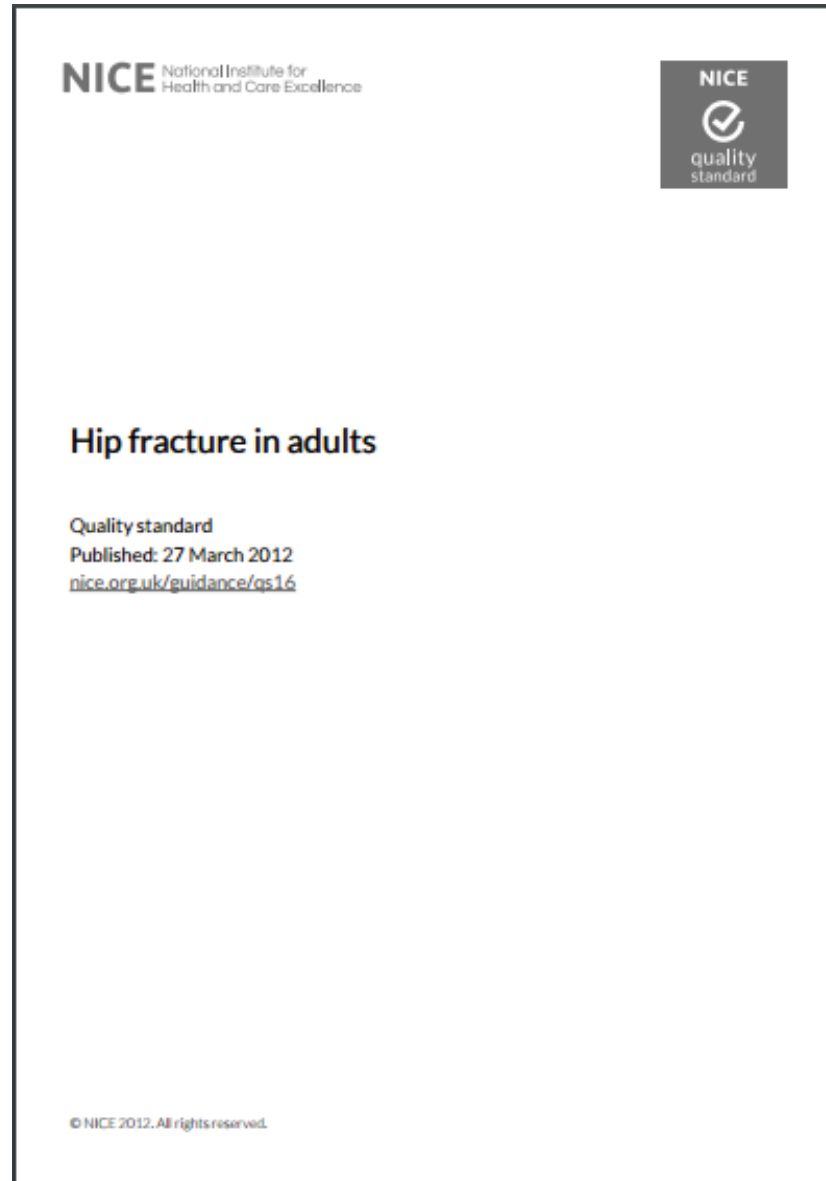 NICE National Institute for
Health and Care Excellence
NICE
quality
standard
Hip fracture in adults
Quality standard
Published: 27 March 2012
nice.org.uk/guidance/qs16
© NICE 2012. All rights reserved.